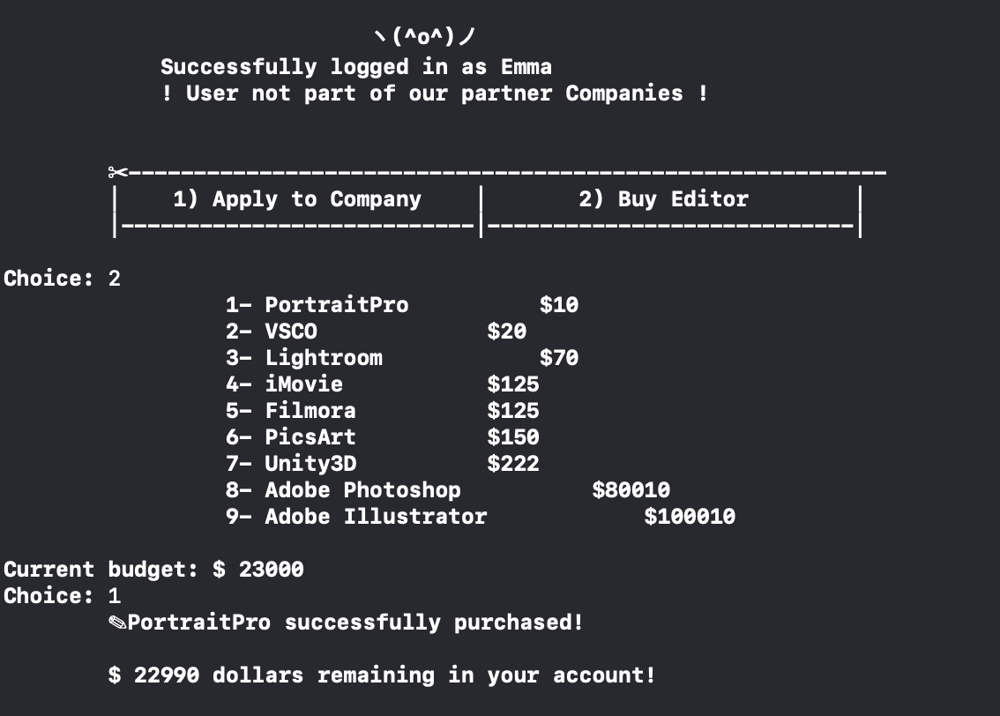 ヽ(^o^)ノ
Successfully logged in as Emma
! User not part of our partner Companies !
✂----------------------------------------------------------
|    1) Apply to Company    |       2) Buy Editor        |
|---------------------------|----------------------------|
Choice: 2
1- PortraitPro          $10
2- VSCO             $20
3- Lightroom            $70
4- iMovie           $125
5- Filmora          $125
6- PicsArt          $150
7- Unity3D          $222
8- Adobe Photoshop          $80010
9- Adobe Illustrator            $100010
Current budget: $ 23000
Choice: 1
✎PortraitPro successfully purchased!
$ 22990 dollars remaining in your account!